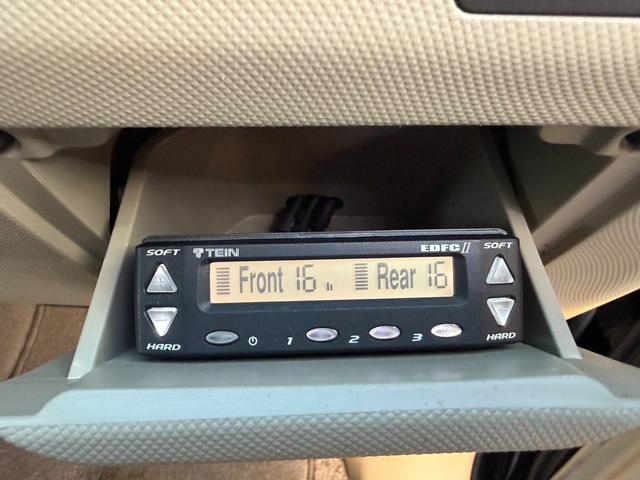 SOFT TEIN EDFC II SOFT
Front 16 Rear 16
HARD 1 2 3 HARD